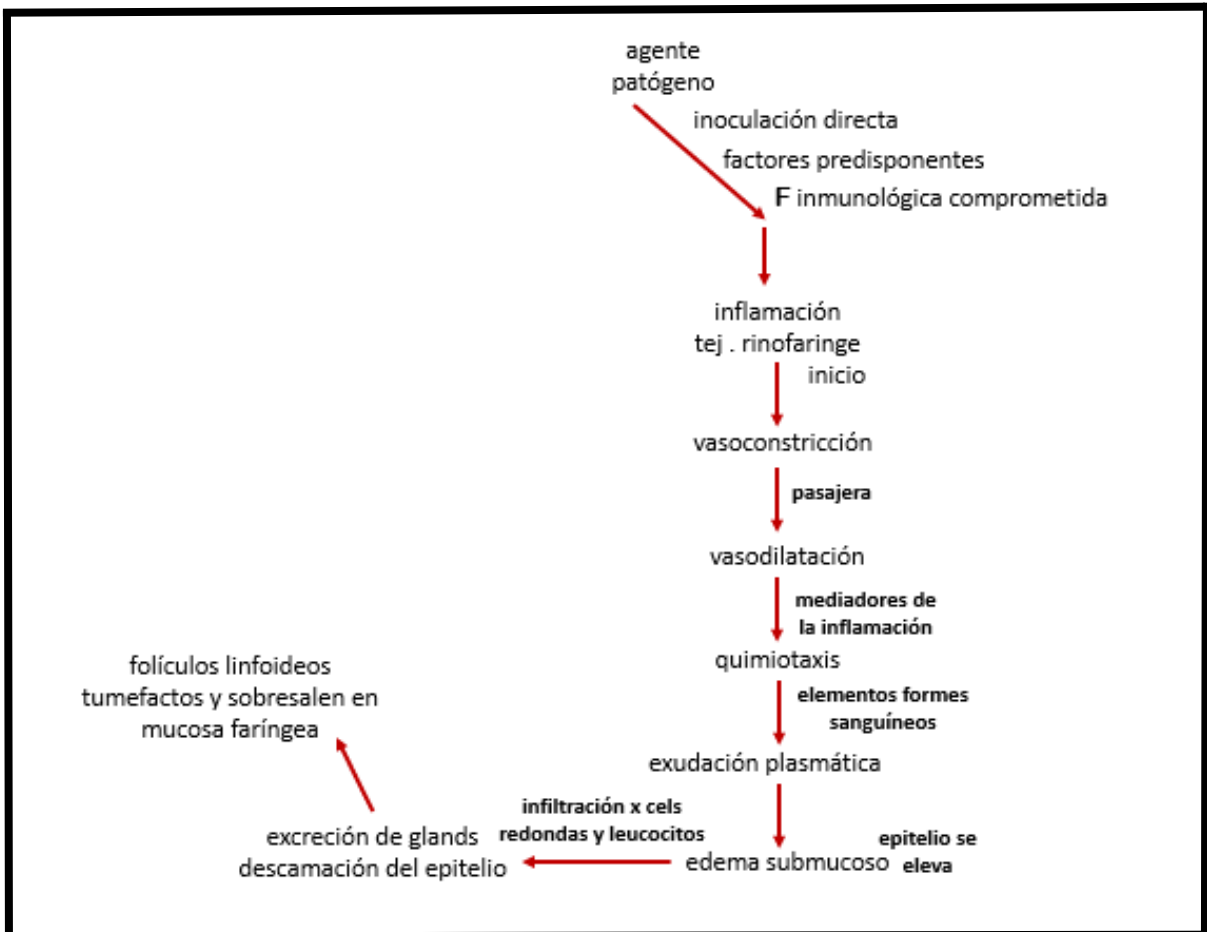 agente
patógeno
inoculación directa
factores predisponentes
F inmunológica comprometida
inflamación
tej . rinofaringe
inicio
vasoconstricción
pasajera
vasodilatación
mediadores de
la inflamación
quimiotaxis
elementos formes
sanguíneos
exudación plasmática
epitelio se
eleva
edema submucoso
infiltración x cels
redondas y leucocitos
excreción de glands
descamación del epitelio
folículos linfoideos
tumefactos y sobresalen en
mucosa faríngea